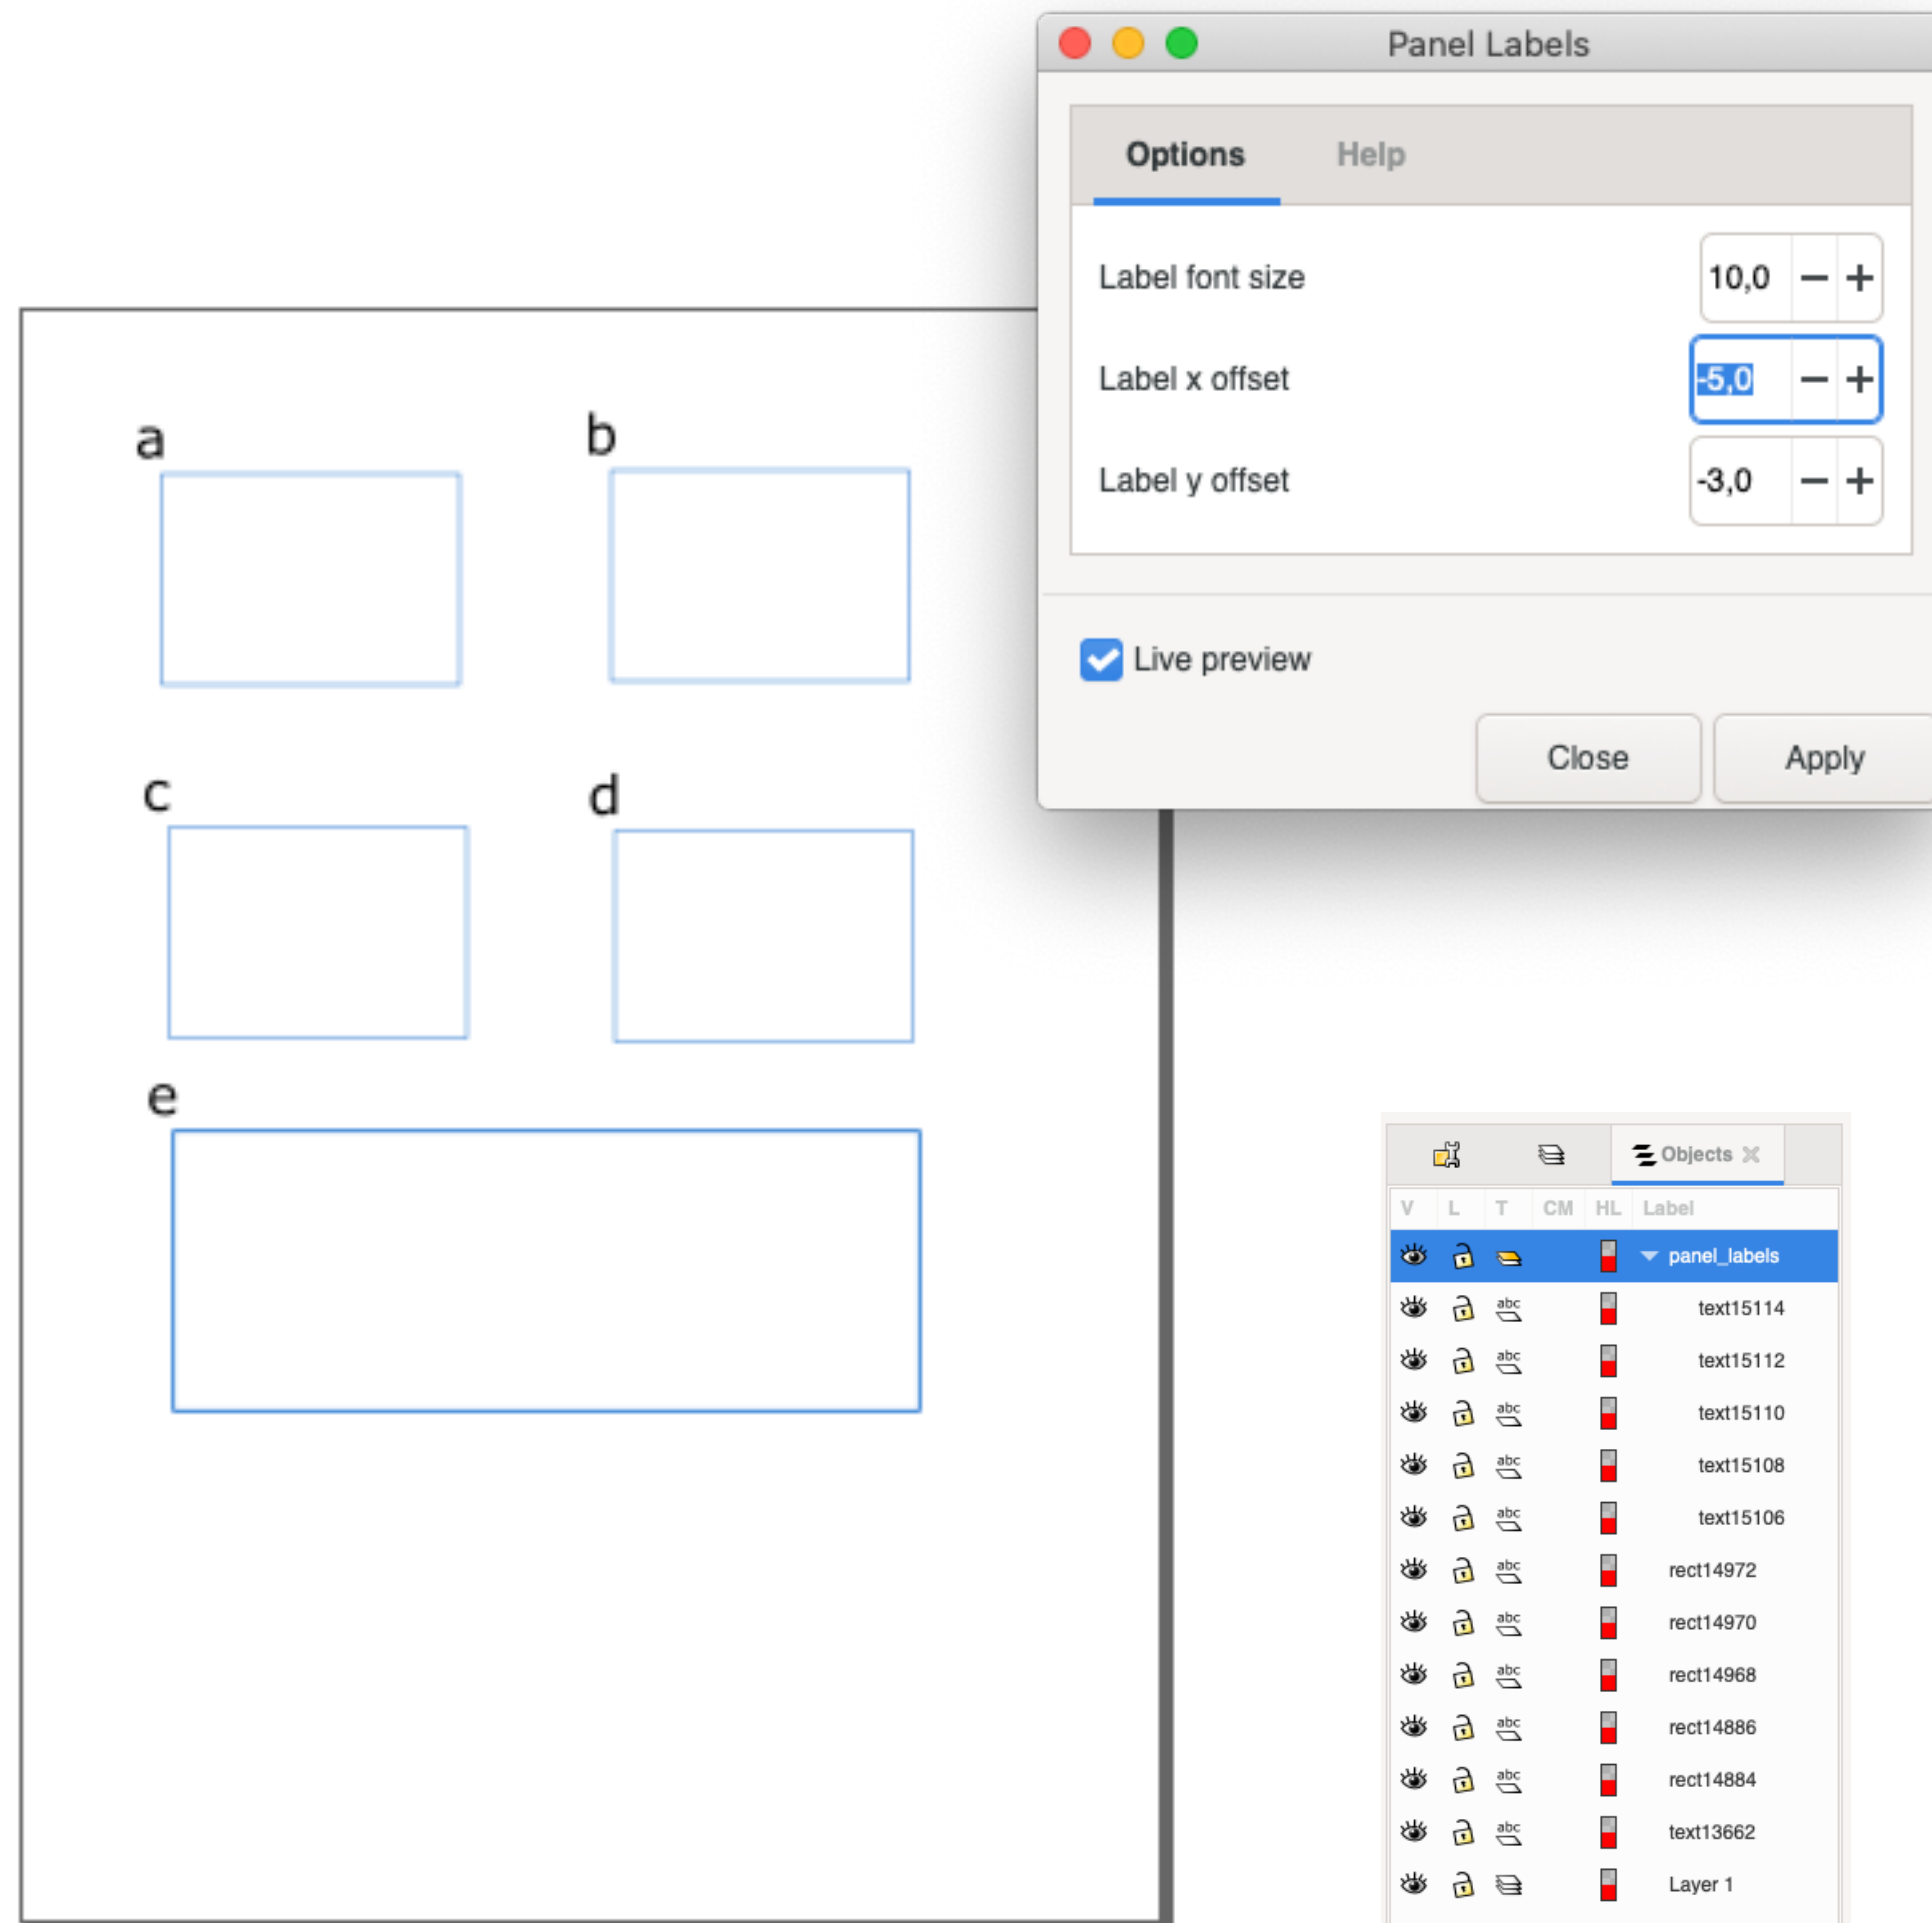 Panel Labels
Options Help
Label font size 10,0 − +
Label x offset -5,0 − +
Label y offset -3,0 − +
Live preview
Close Apply
a b
c d
e
Objects
V L T CM HL Label
panel_labels
abc text15114
abc text15112
abc text15110
abc text15108
abc text15106
abc rect14972
abc rect14970
abc rect14968
abc rect14886
abc rect14884
abc text13662
Layer 1